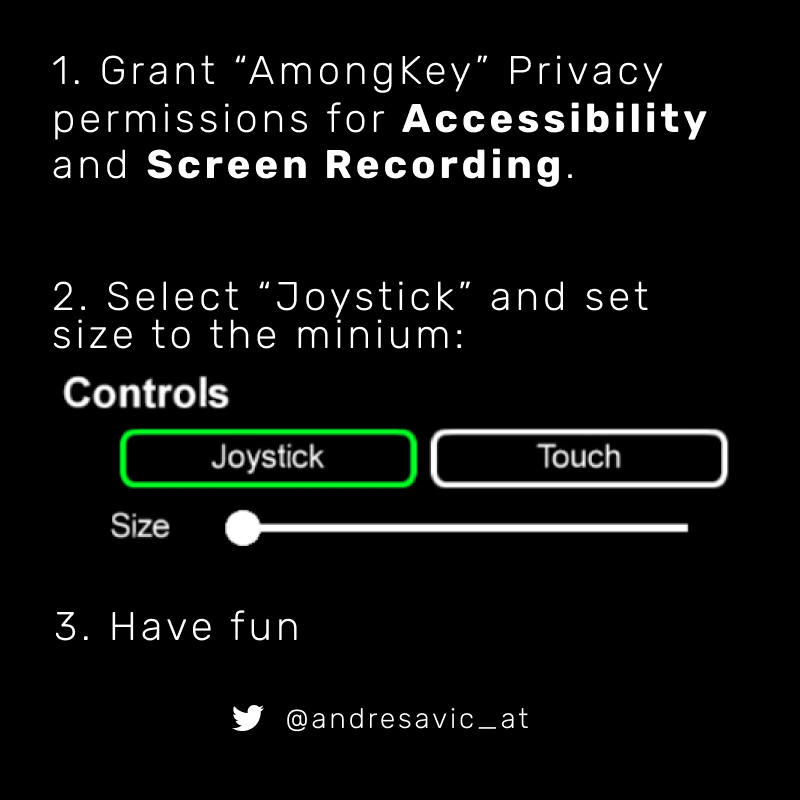 1. Grant “AmongKey” Privacy
permissions for Accessibility
and Screen Recording.
2. Select “Joystick” and set
size to the minium:
Controls
Joystick Touch
Size
3. Have fun
@andresavic_at